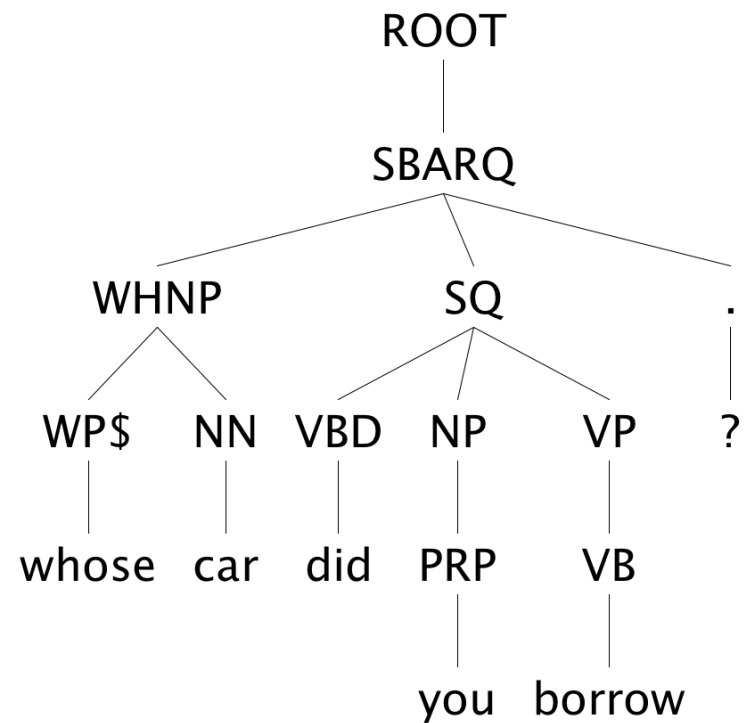 ROOT
SBARQ
WHNP SQ .
WP$ NN VBD NP VP ?
whose car did PRP VB
you borrow